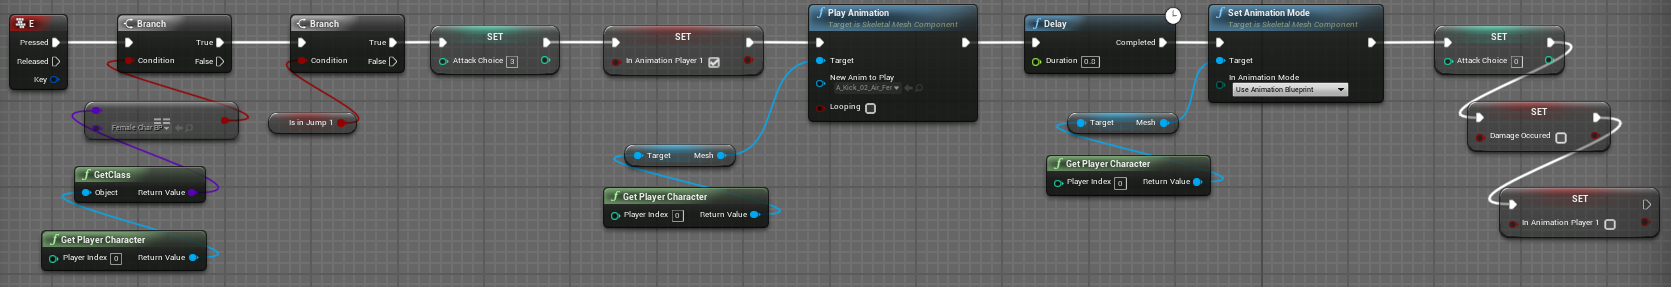 E
Pressed
Released
Key
Branch
True
Condition False
Branch
True
Condition False
SET
Attack Choice 3
SET
In Animation Player 1
Play Animation
Target is Skeletal Mesh Component
Target
New Anim to Play
A_Kick_02_Air_Fer
Looping
Delay
Completed
Duration 0.8
Set Animation Mode
Target is Skeletal Mesh Component
Target
In Animation Mode
Use Animation Blueprint
SET
Attack Choice 0
==
Female Char BP
Is in Jump 1
Target Mesh
Target Mesh
SET
Damage Occured
GetClass
Object Return Value
Get Player Character
Player Index 0 Return Value
Get Player Character
Player Index 0 Return Value
Get Player Character
Player Index 0 Return Value
SET
In Animation Player 1